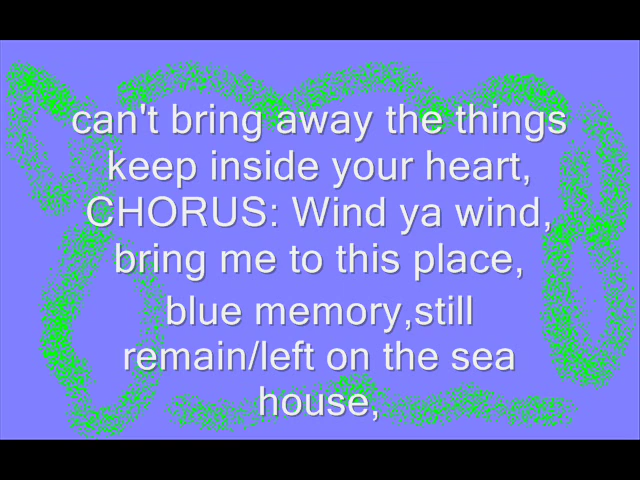 can't bring away the things
keep inside your heart,
CHORUS: Wind ya wind,
bring me to this place,
blue memory,still
remain/left on the sea
house,